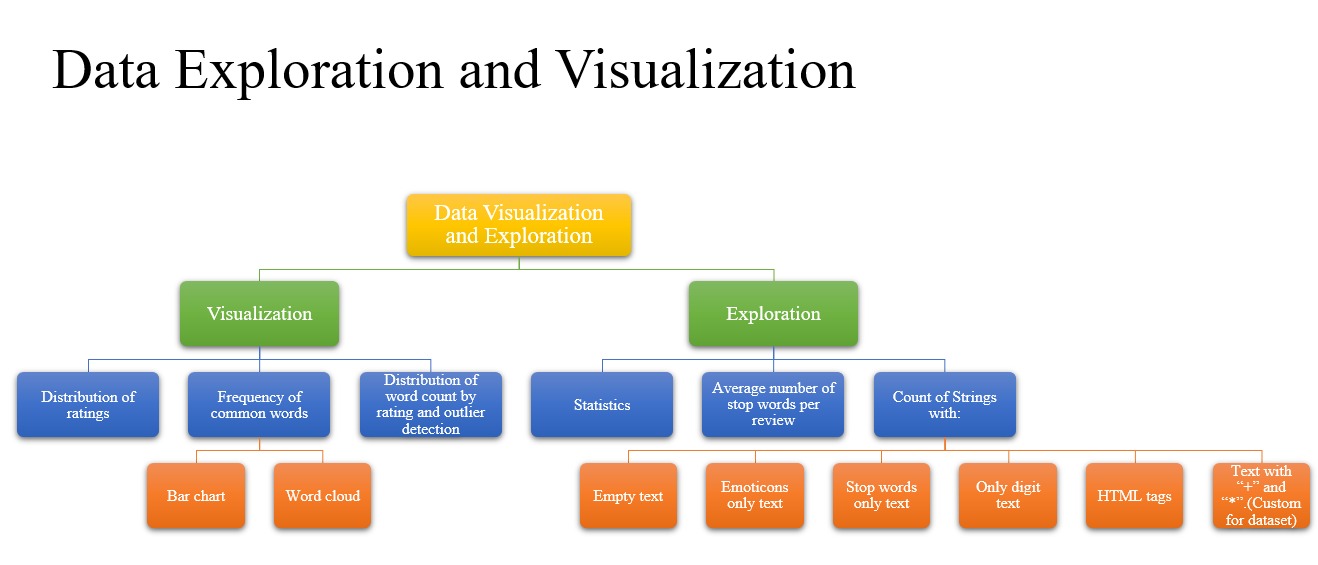 Data Exploration and Visualization
Data Visualization
and Exploration
Visualization
Exploration
Distribution of
ratings
Frequency of
common words
Distribution of
word count by
rating and outlier
detection
Statistics
Average number of
stop words per
review
Count of Strings
with:
Bar chart
Word cloud
Empty text
Emoticons
only text
Stop words
only text
Only digit
text
HTML tags
Text with
“+” and
“*”.(Custom
for dataset)